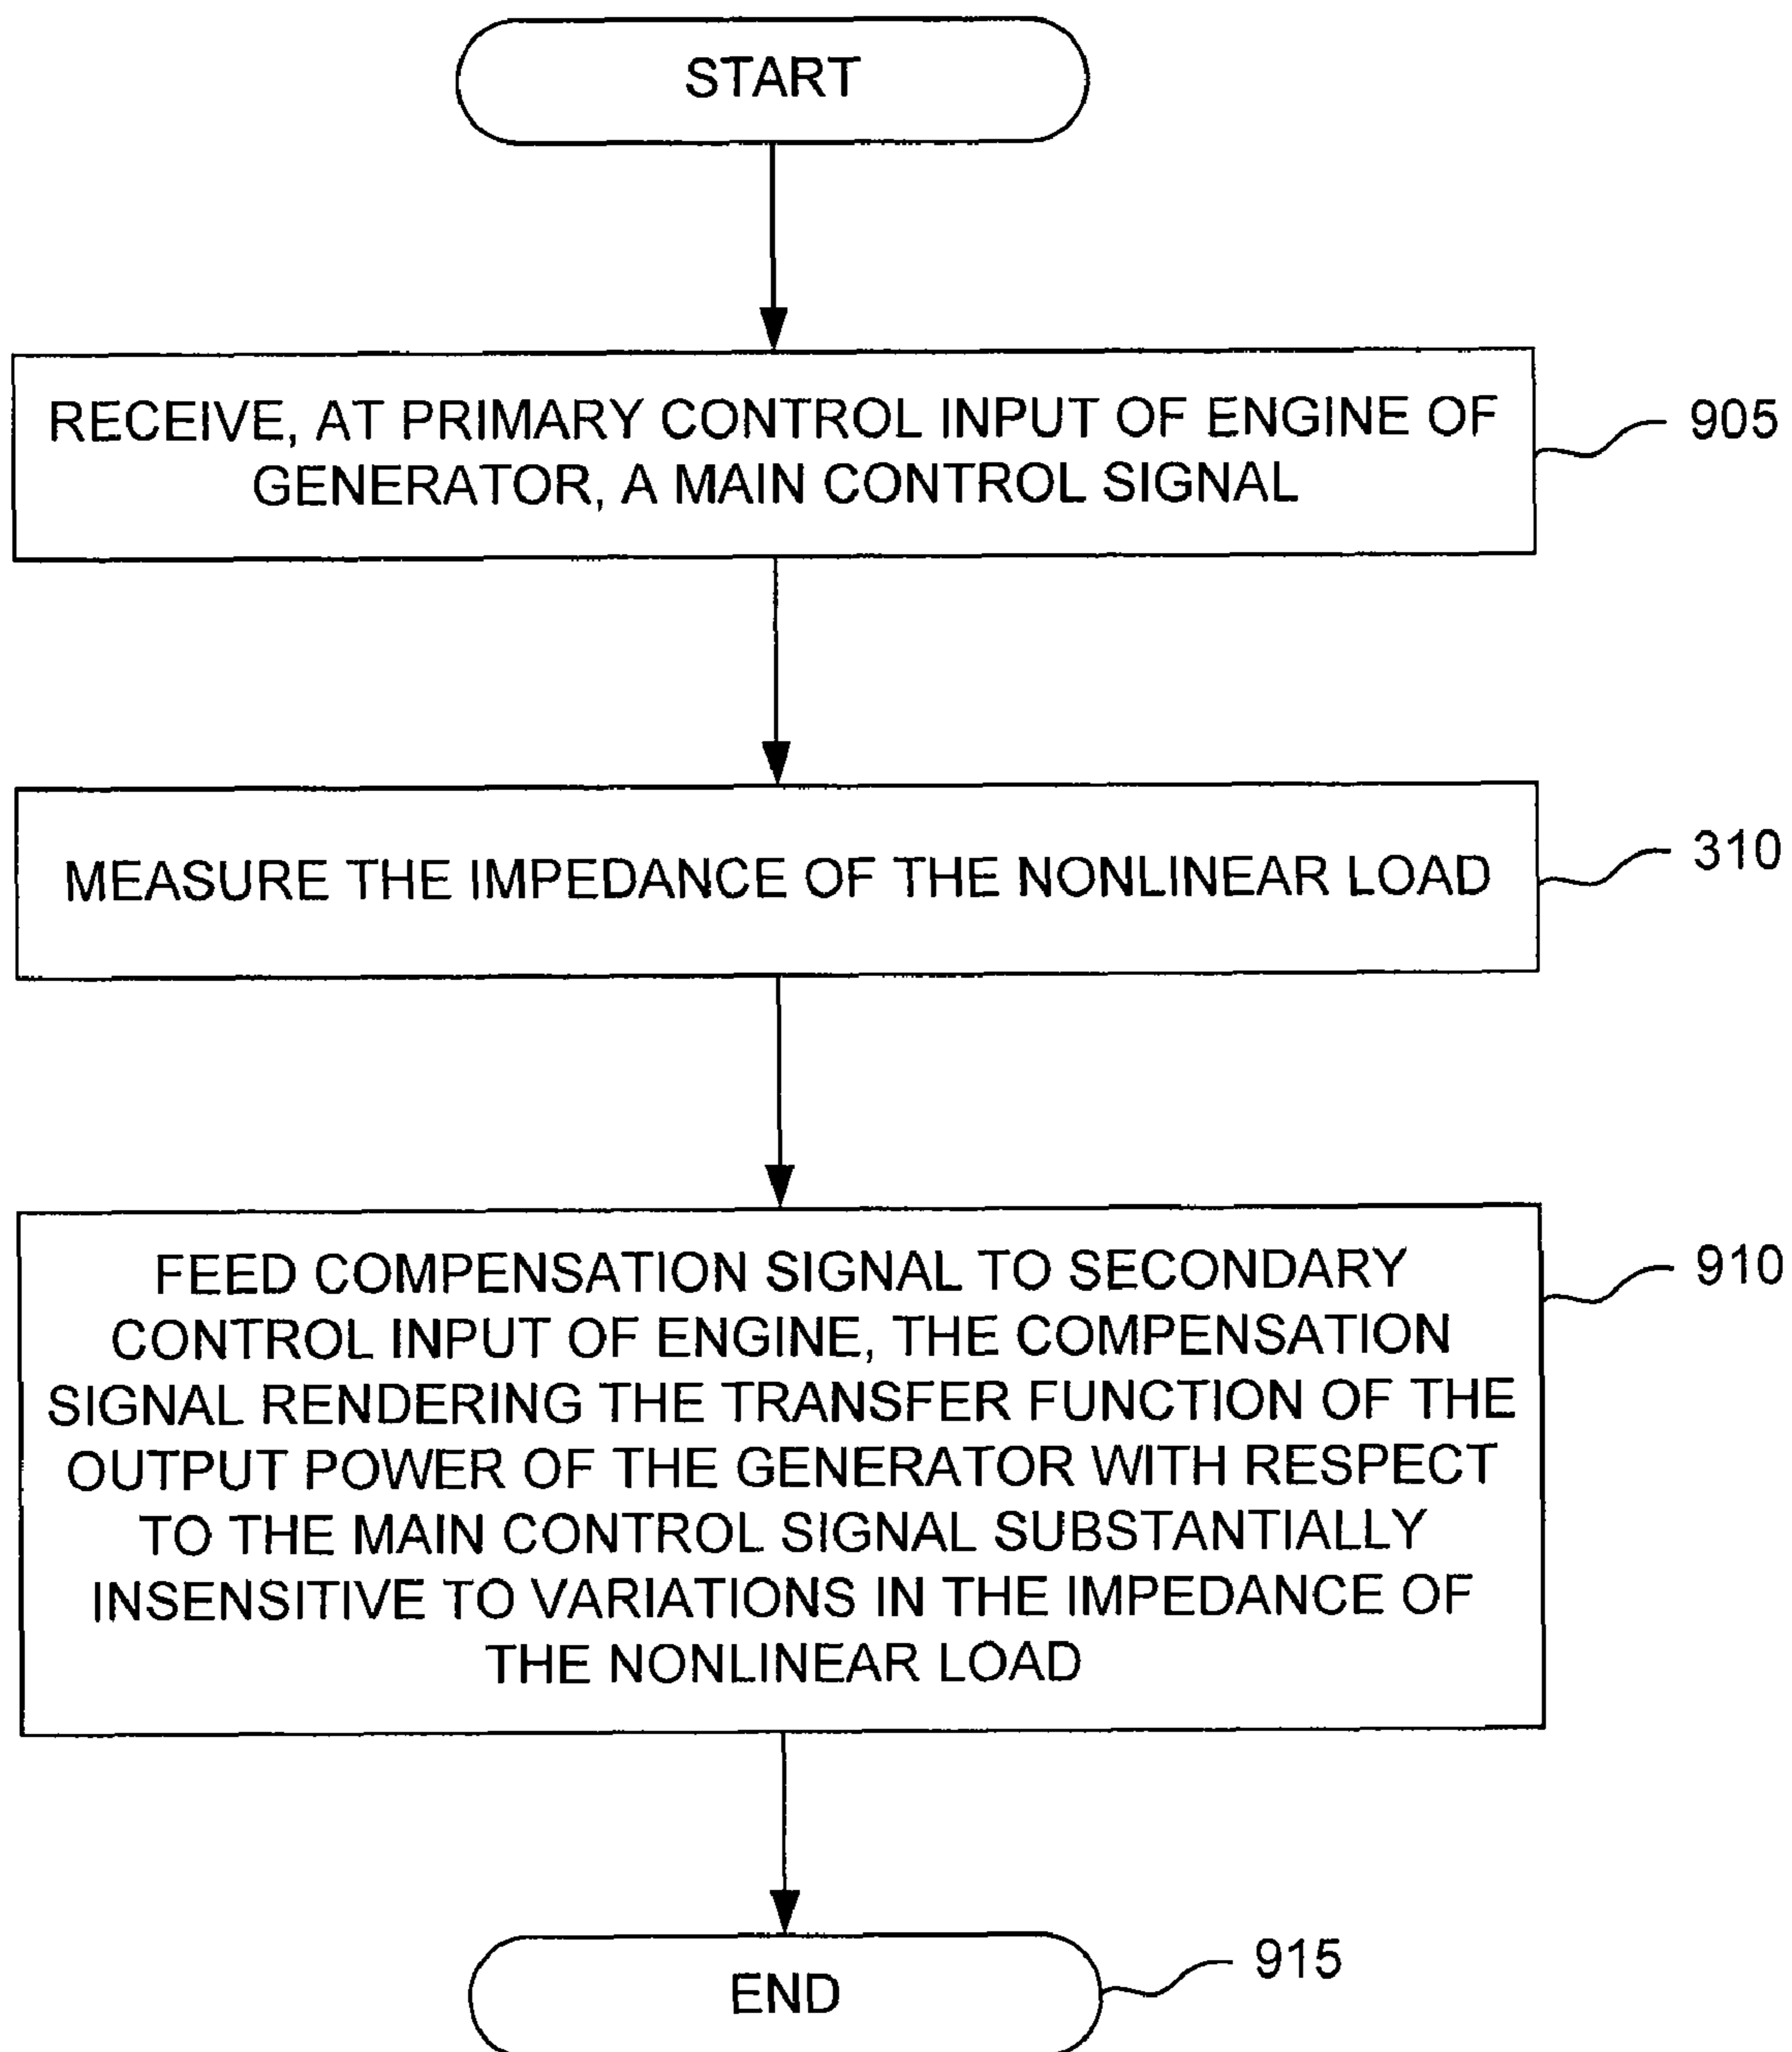 START
RECEIVE, AT PRIMARY CONTROL INPUT OF ENGINE OF
GENERATOR, A MAIN CONTROL SIGNAL
905
MEASURE THE IMPEDANCE OF THE NONLINEAR LOAD
310
FEED COMPENSATION SIGNAL TO SECONDARY
CONTROL INPUT OF ENGINE, THE COMPENSATION
SIGNAL RENDERING THE TRANSFER FUNCTION OF THE
OUTPUT POWER OF THE GENERATOR WITH RESPECT
TO THE MAIN CONTROL SIGNAL SUBSTANTIALLY
INSENSITIVE TO VARIATIONS IN THE IMPEDANCE OF
THE NONLINEAR LOAD
910
END
915